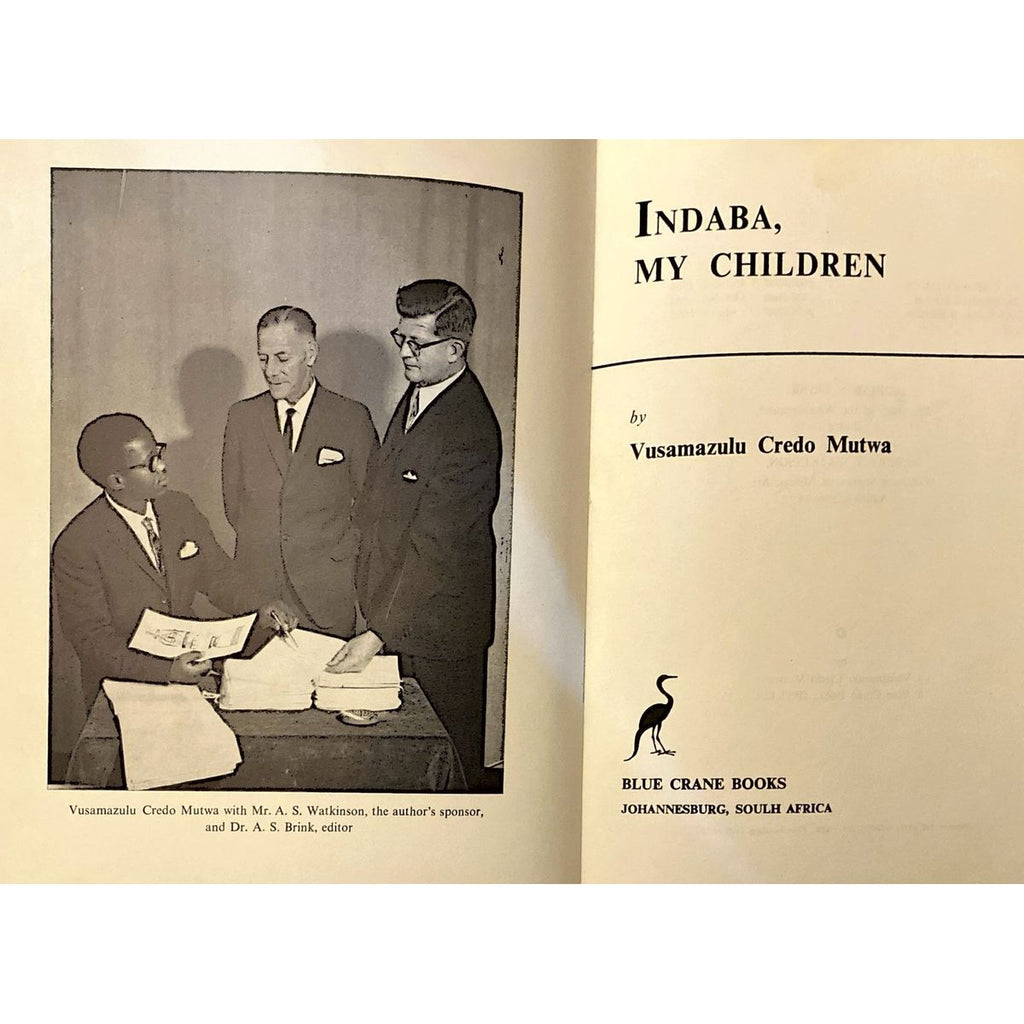 Vusamazulu Credo Mutwa with Mr. A. S. Watkinson, the author's sponsor,
and Dr. A. S. Brink, editor
INDABA,
MY CHILDREN
by
Vusamazulu Credo Mutwa
BLUE CRANE BOOKS
JOHANNESBURG, SOULH AFRICA